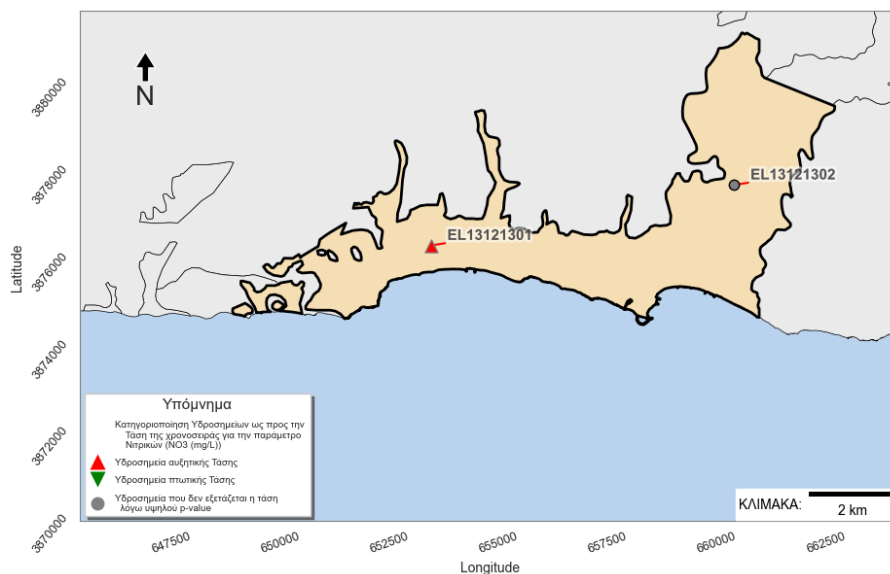 3880000
3878000
3876000
3874000
3872000
3870000
Latitude
N
EL13121302
EL13121301
Υπόμνημα
Κατηγοριοποίηση Υδροσημείων ως προς την
Τάση της χρονοσειράς για την παράμετρο
Νιτρικών (NO3 (mg/L))
Υδροσημεία αυξητικής Τάσης
Υδροσημεία πτωτικής Τάσης
Υδροσημεία που δεν εξετάζεται η τάση
λόγω υψηλού p-value
ΚΛΙΜΑΚΑ:
2 km
647500
650000
652500
655000
657500
660000
662500
Longitude